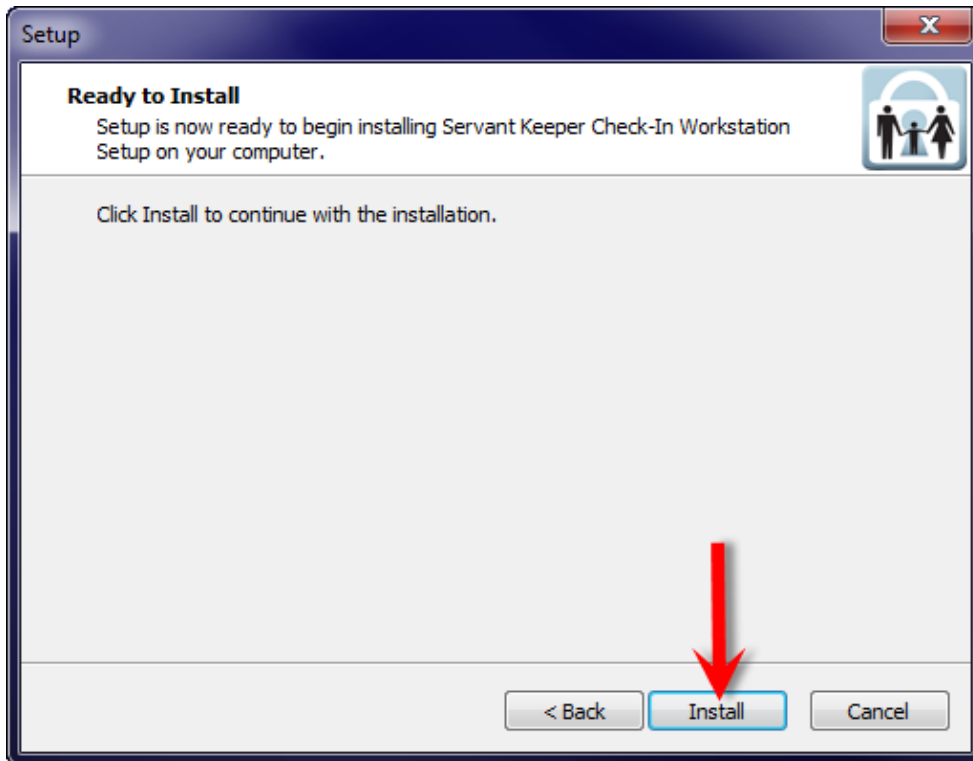 Setup
Ready to Install
Setup is now ready to begin installing Servant Keeper Check-In Workstation
Setup on your computer.
Click Install to continue with the installation.
< Back
Install
Cancel